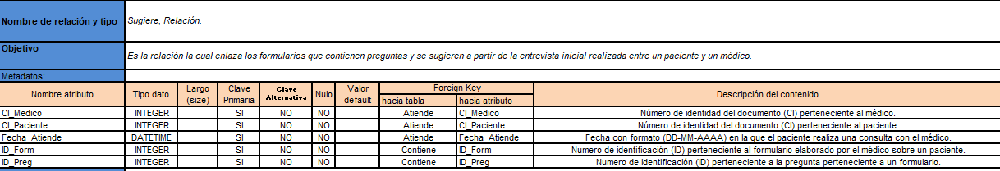 Nombre de relación y tipo Sugiere, Relación.
Objetivo
Es la relación la cual enlaza los formularios que contienen preguntas y se sugieren a partir de la entrevista inicial realizada entre un paciente y un médico.
Metadatos:
Nombre atributo Tipo dato Largo (size) Clave Primaria Clave Alternativa Nulo Valor default Foreign Key Descripción del contenido
hacia tabla hacia atributo
CI_Medico INTEGER SI NO NO Atiende CI_Medico Número de identidad del documento (CI) perteneciente al médico.
CI_Paciente INTEGER SI NO NO Atiende CI_Paciente Número de identidad del documento (CI) perteneciente al paciente.
Fecha_Atiende DATETIME SI NO NO Atiende Fecha_Atiende Fecha con formato (DD-MM-AAAA) en la que el paciente realiza una consulta con el médico.
ID_Form INTEGER SI NO NO Contiene ID_Form Numero de identificación (ID) perteneciente al formulario elaborado por el médico sobre un paciente.
ID_Preg INTEGER SI NO NO Contiene ID_Preg Numero de identificación (ID) perteneciente a la pregunta perteneciente a un formulario.